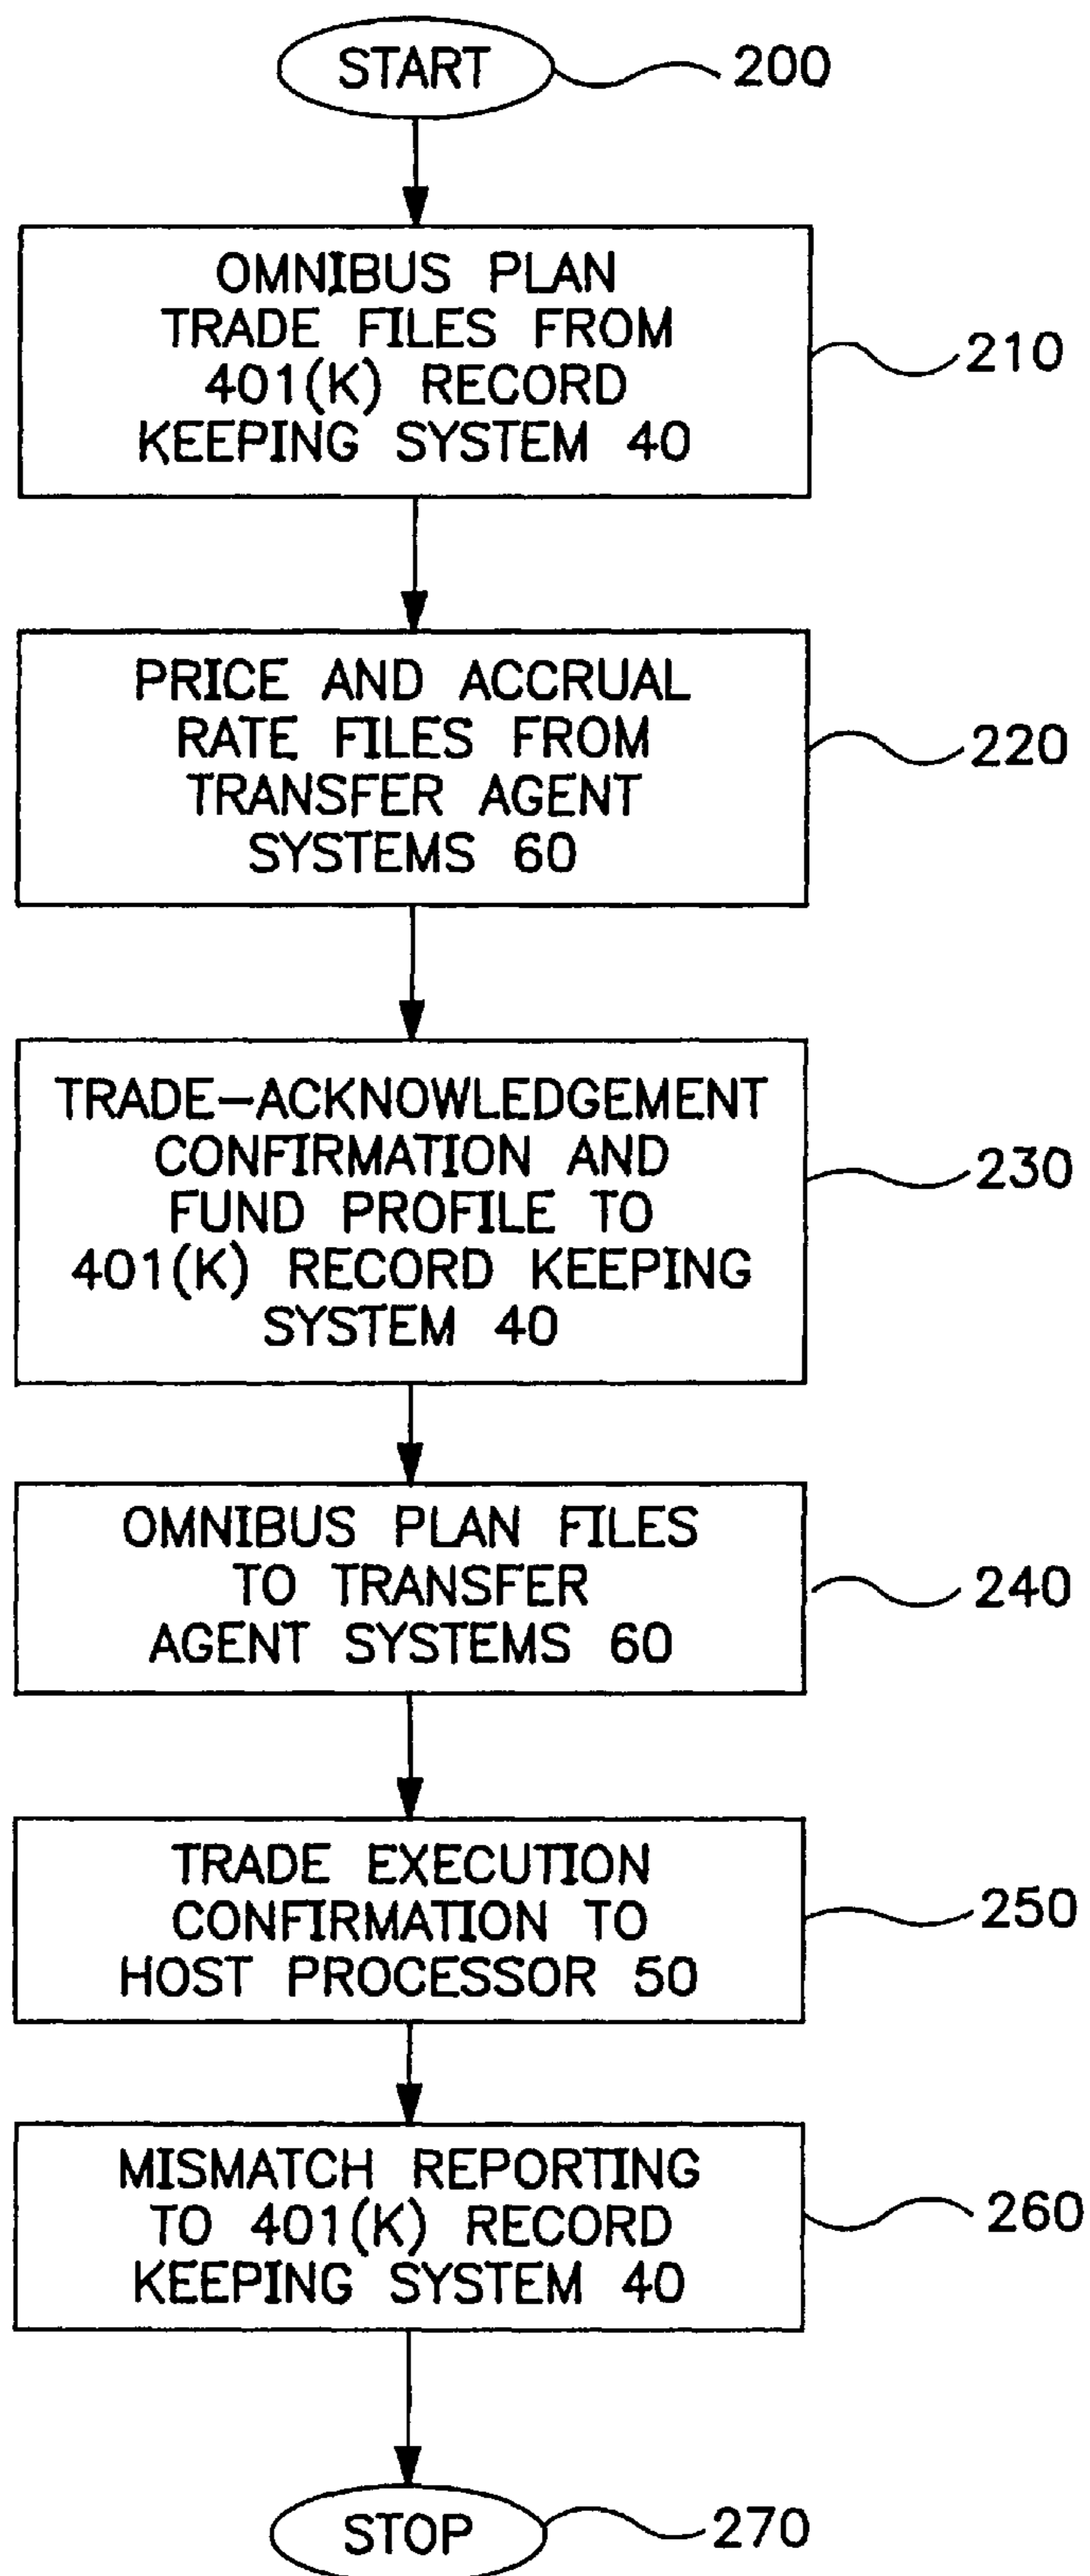 START
200
OMNIBUS PLAN
TRADE FILES FROM
401(K) RECORD
KEEPING SYSTEM 40
210
PRICE AND ACCRUAL
RATE FILES FROM
TRANSFER AGENT
SYSTEMS 60
220
TRADE-ACKNOWLEDGEMENT
CONFIRMATION AND
FUND PROFILE TO
401(K) RECORD KEEPING
SYSTEM 40
230
OMNIBUS PLAN FILES
TO TRANSFER
AGENT SYSTEMS 60
240
TRADE EXECUTION
CONFIRMATION TO
HOST PROCESSOR 50
250
MISMATCH REPORTING
TO 401(K) RECORD
KEEPING SYSTEM 40
260
STOP
270